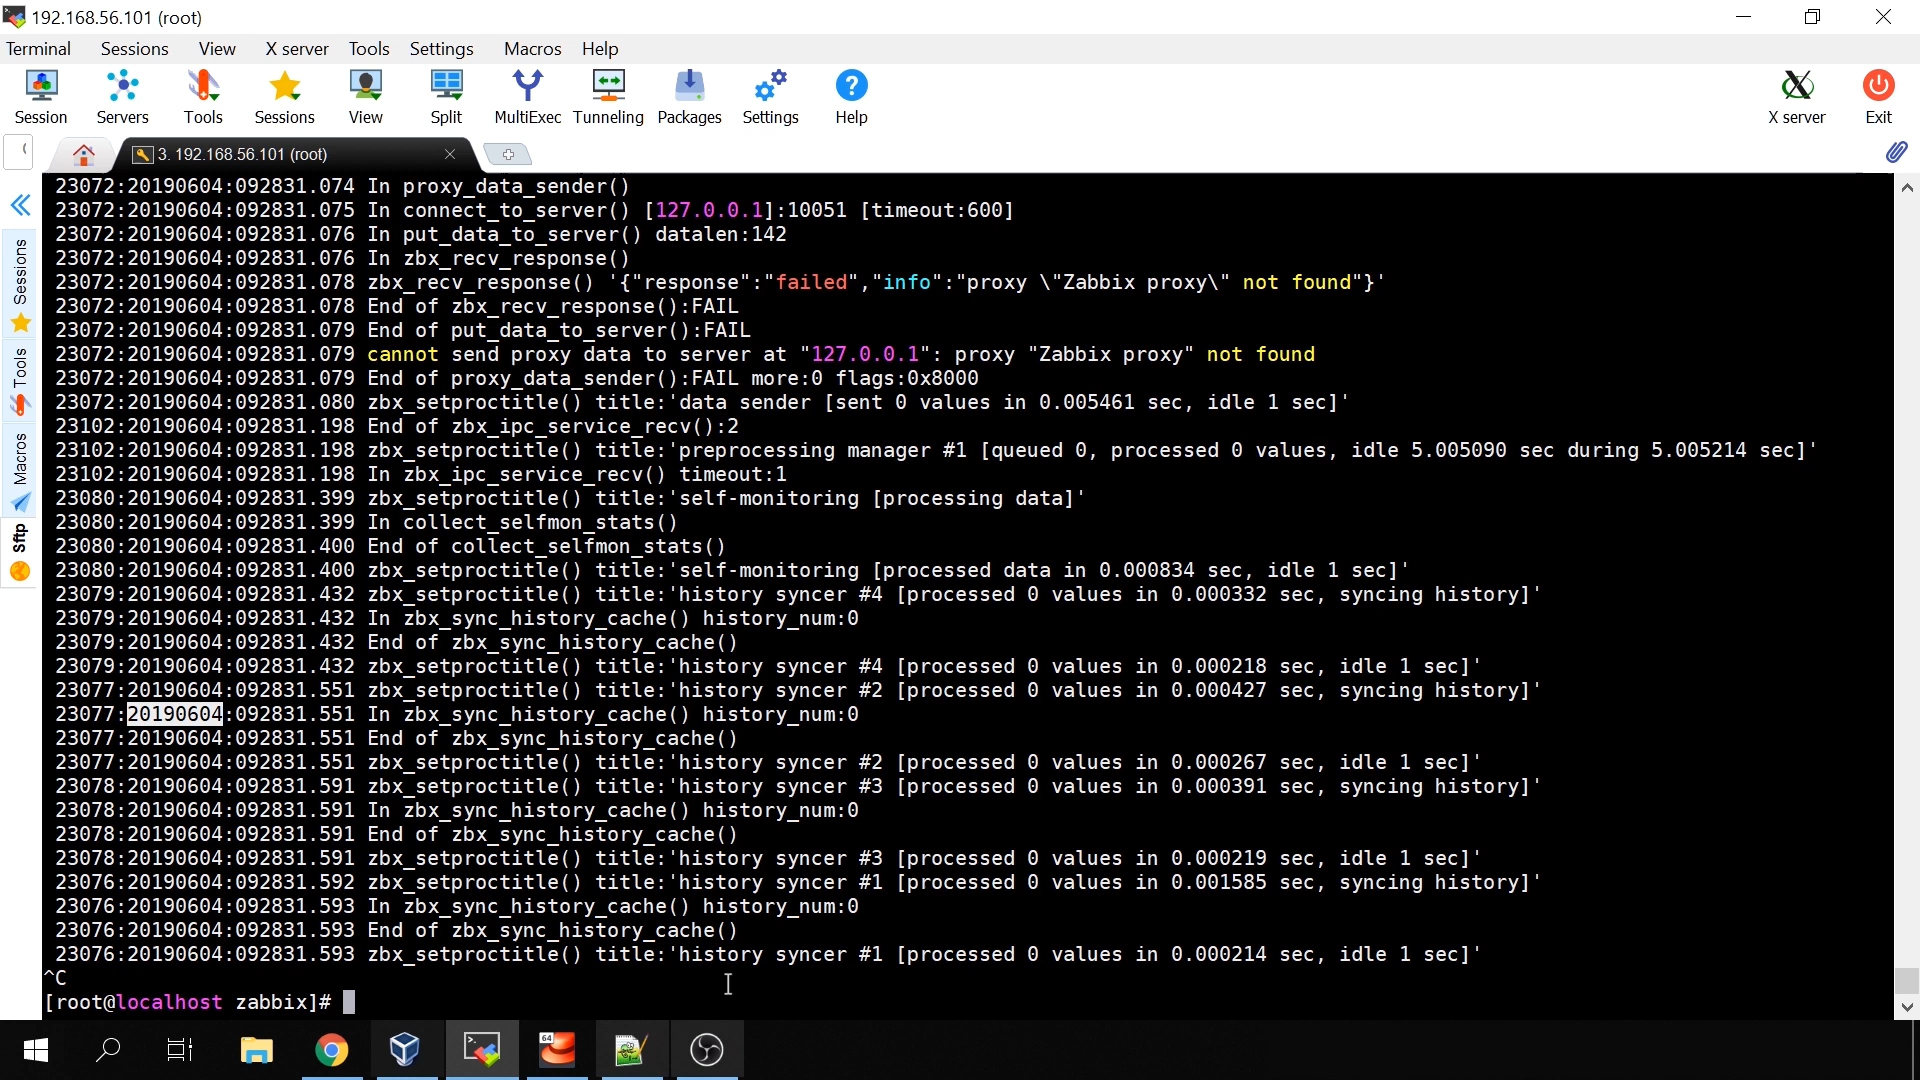 192.168.56.101 (root)
Terminal Sessions View X server Tools Settings Macros Help
Session Servers Tools Sessions View Split MultiExec Tunneling Packages Settings Help X server Exit
3. 192.168.56.101 (root)
Sessions
Tools
Macros
Sftp
23072:20190604:092831.074 In proxy_data_sender()
23072:20190604:092831.075 In connect_to_server() [127.0.0.1]:10051 [timeout:600]
23072:20190604:092831.076 In put_data_to_server() datalen:142
23072:20190604:092831.076 In zbx_recv_response()
23072:20190604:092831.078 zbx_recv_response() '{"response":"failed","info":"proxy \"Zabbix proxy\" not found"}'
23072:20190604:092831.078 End of zbx_recv_response():FAIL
23072:20190604:092831.079 End of put_data_to_server():FAIL
23072:20190604:092831.079 cannot send proxy data to server at "127.0.0.1": proxy "Zabbix proxy" not found
23072:20190604:092831.079 End of proxy_data_sender():FAIL more:0 flags:0x8000
23072:20190604:092831.080 zbx_setproctitle() title:'data sender [sent 0 values in 0.005461 sec, idle 1 sec]'
23102:20190604:092831.198 End of zbx_ipc_service_recv():2
23102:20190604:092831.198 zbx_setproctitle() title:'preprocessing manager #1 [queued 0, processed 0 values, idle 5.005090 sec during 5.005214 sec]'
23102:20190604:092831.198 In zbx_ipc_service_recv() timeout:1
23080:20190604:092831.399 zbx_setproctitle() title:'self-monitoring [processing data]'
23080:20190604:092831.399 In collect_selfmon_stats()
23080:20190604:092831.400 End of collect_selfmon_stats()
23080:20190604:092831.400 zbx_setproctitle() title:'self-monitoring [processed data in 0.000834 sec, idle 1 sec]'
23079:20190604:092831.432 zbx_setproctitle() title:'history syncer #4 [processed 0 values in 0.000332 sec, syncing history]'
23079:20190604:092831.432 In zbx_sync_history_cache() history_num:0
23079:20190604:092831.432 End of zbx_sync_history_cache()
23079:20190604:092831.432 zbx_setproctitle() title:'history syncer #4 [processed 0 values in 0.000218 sec, idle 1 sec]'
23077:20190604:092831.551 zbx_setproctitle() title:'history syncer #2 [processed 0 values in 0.000427 sec, syncing history]'
23077:20190604:092831.551 In zbx_sync_history_cache() history_num:0
23077:20190604:092831.551 End of zbx_sync_history_cache()
23077:20190604:092831.551 zbx_setproctitle() title:'history syncer #2 [processed 0 values in 0.000267 sec, idle 1 sec]'
23078:20190604:092831.591 zbx_setproctitle() title:'history syncer #3 [processed 0 values in 0.000391 sec, syncing history]'
23078:20190604:092831.591 In zbx_sync_history_cache() history_num:0
23078:20190604:092831.591 End of zbx_sync_history_cache()
23078:20190604:092831.591 zbx_setproctitle() title:'history syncer #3 [processed 0 values in 0.000219 sec, idle 1 sec]'
23076:20190604:092831.592 zbx_setproctitle() title:'history syncer #1 [processed 0 values in 0.001585 sec, syncing history]'
23076:20190604:092831.593 In zbx_sync_history_cache() history_num:0
23076:20190604:092831.593 End of zbx_sync_history_cache()
23076:20190604:092831.593 zbx_setproctitle() title:'history syncer #1 [processed 0 values in 0.000214 sec, idle 1 sec]'
^C
[root@localhost zabbix]#
64